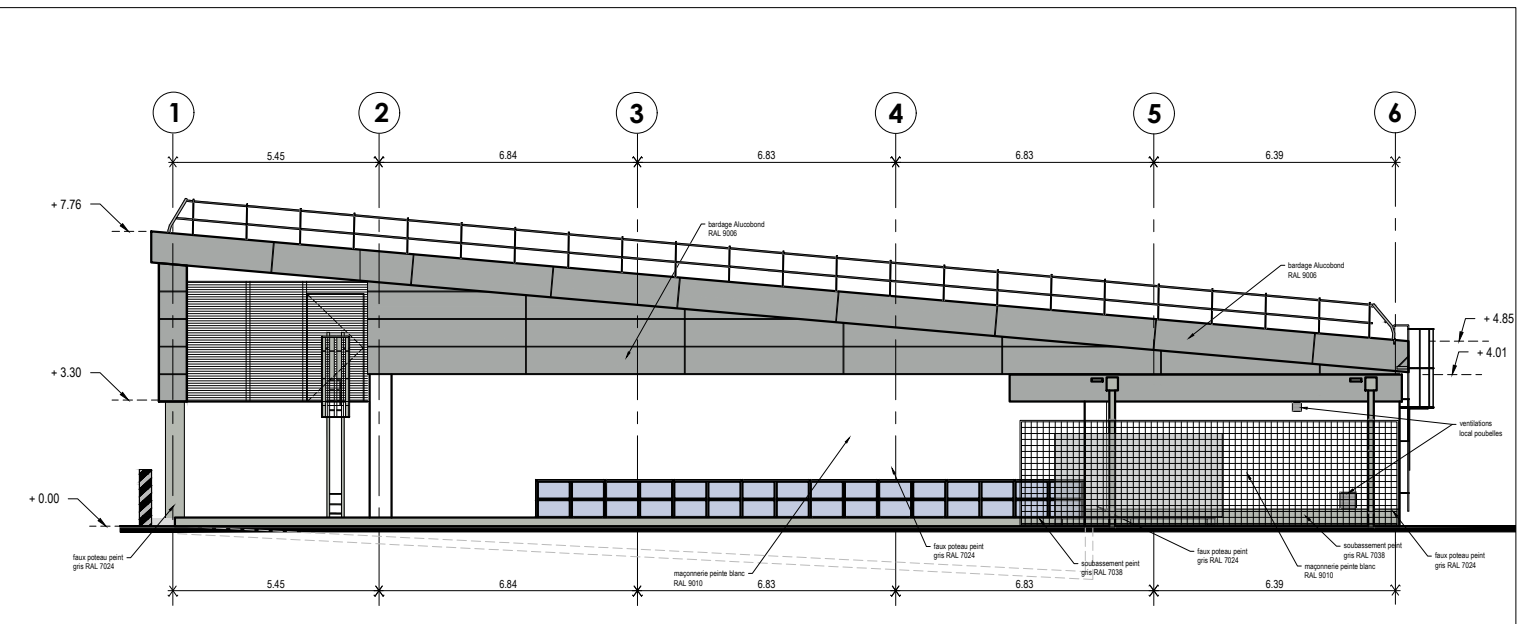 1
2
3
4
5
6
5.45
6.84
6.83
6.83
6.39
+ 7.76
bardage Alucobond
RAL 9006
bardage Alucobond
RAL 9006
+ 4.85
+ 4.01
+ 3.30
ventilations
local poubelles
+ 0.00
faux poteau peint
gris RAL 7024
maçonnerie peinte blanc
RAL 9010
faux poteau peint
gris RAL 7024
soubassement peint
gris RAL 7038
faux poteau peint
gris RAL 7024
soubassement peint
gris RAL 7038
maçonnerie peinte blanc
RAL 9010
faux poteau peint
gris RAL 7024
5.45
6.84
6.83
6.83
6.39